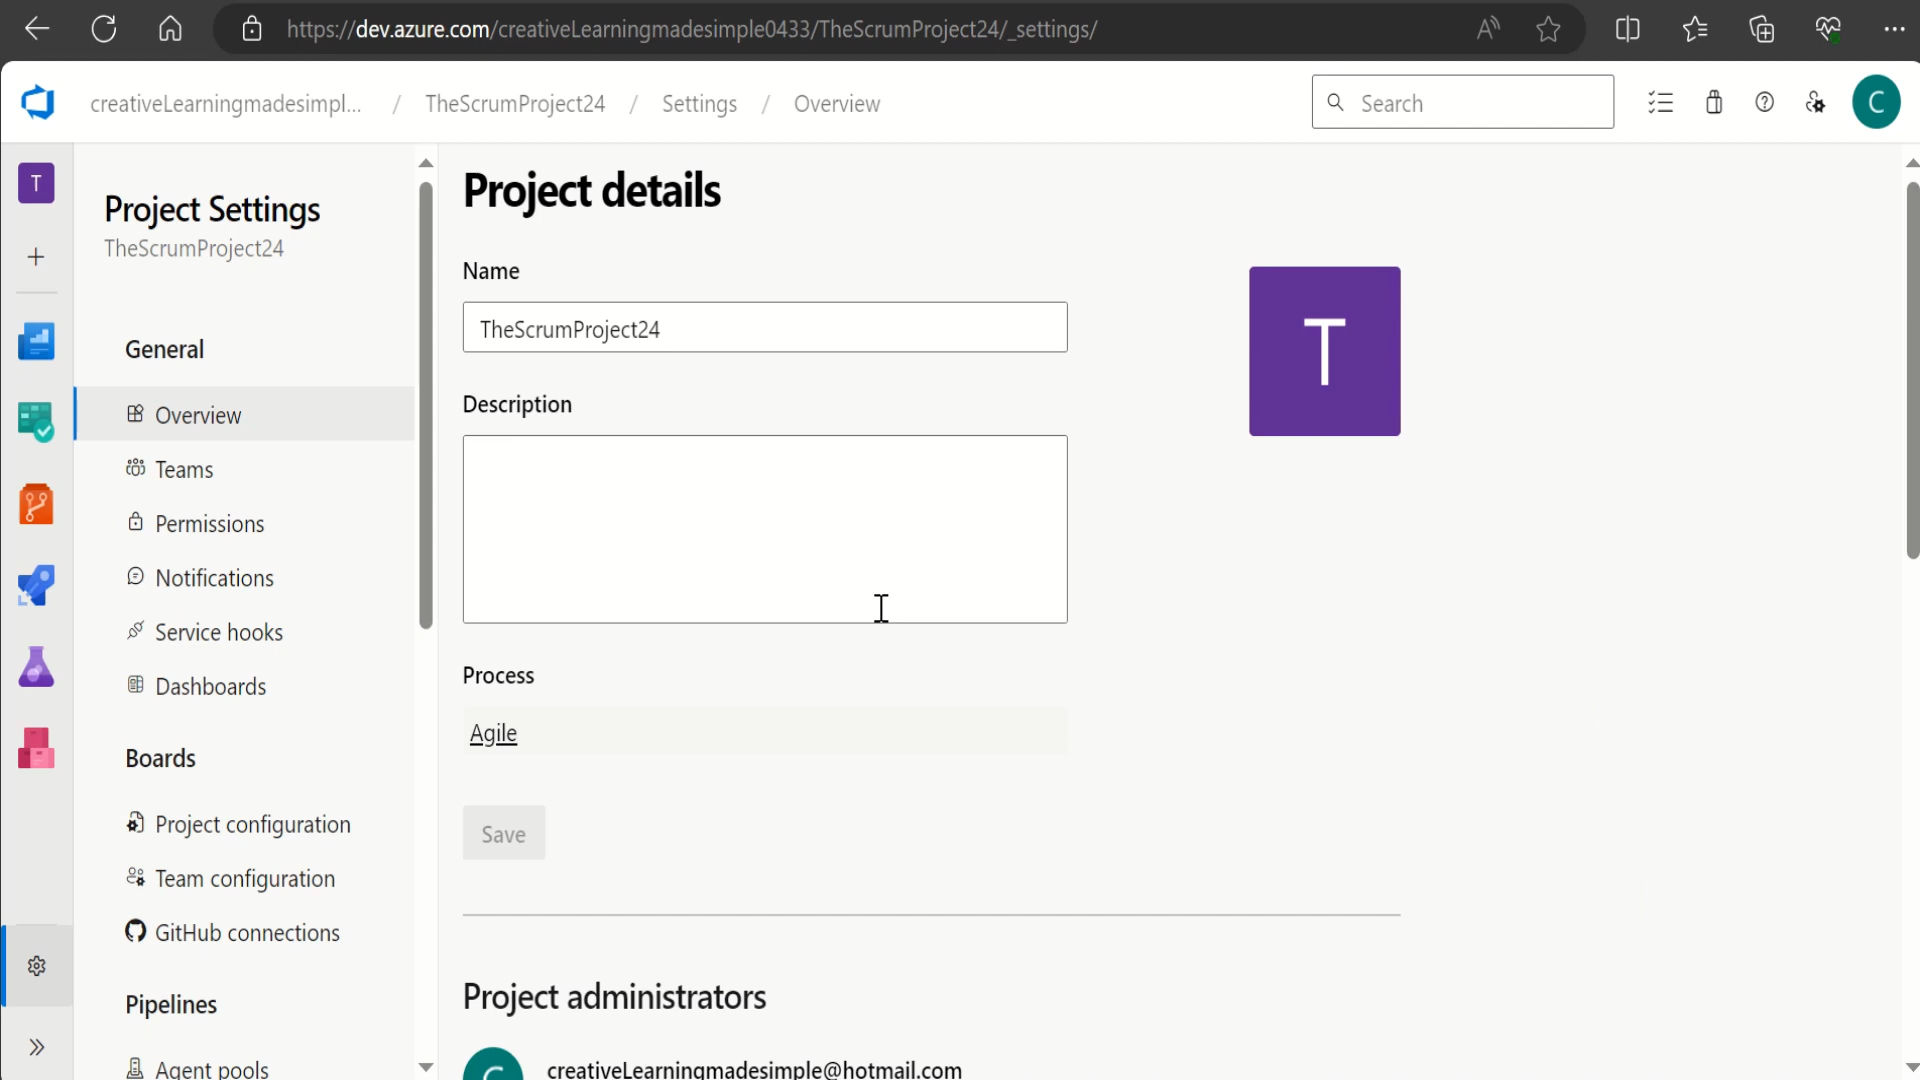 https://dev.azure.com/creativeLearningmadesimple0433/TheScrumProject24/_settings/
creativeLearningmadesimpl... / TheScrumProject24 / Settings / Overview
Search
C
T
Project Settings
TheScrumProject24
General
Overview
Teams
Permissions
Notifications
Service hooks
Dashboards
Boards
Project configuration
Team configuration
GitHub connections
Pipelines
Agent pools
Project details
Name
TheScrumProject24
T
Description
Process
Agile
Save
Project administrators
C
creativeLearningmadesimple@hotmail.com